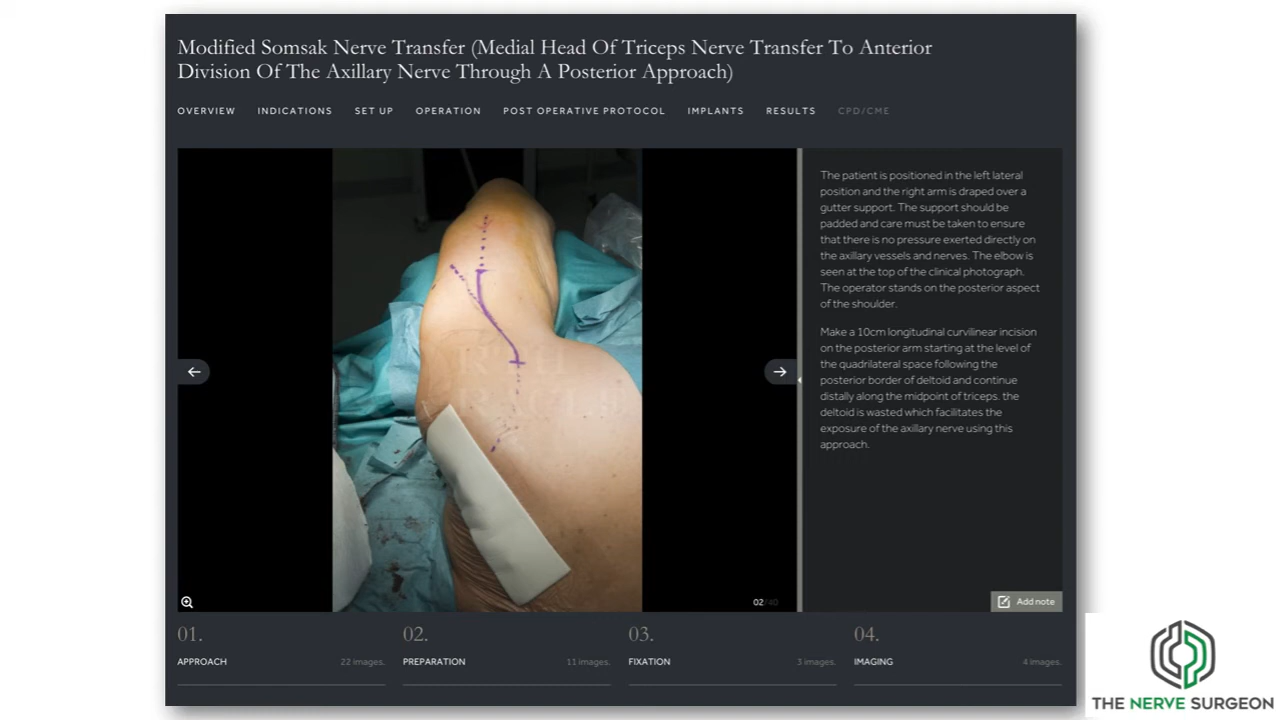 Modified Somsak Nerve Transfer (Medial Head Of Triceps Nerve Transfer To Anterior
Division Of The Axillary Nerve Through A Posterior Approach)
OVERVIEW INDICATIONS SET UP OPERATION POST OPERATIVE PROTOCOL IMPLANTS RESULTS CPD/CME
The patient is positioned in the left lateral
position and the right arm is draped over a
gutter support. The support should be
padded and care must be taken to ensure
that there is no pressure exerted directly on
the axillary vessels and nerves. The elbow is
seen at the top of the clinical photograph.
The operator stands on the posterior aspect
of the shoulder.
Make a 10cm longitudinal curvilinear incision
on the posterior arm starting at the level of
the quadrilateral space following the
posterior border of deltoid and continue
distally along the midpoint of triceps. the
deltoid is wasted which facilitates the
exposure of the axillary nerve using this
approach.
02/40
Add note
01.
APPROACH 22 images.
02.
PREPARATION 11 images.
03.
FIXATION 3 images.
04.
IMAGING 4 images.
THE NERVE SURGEON